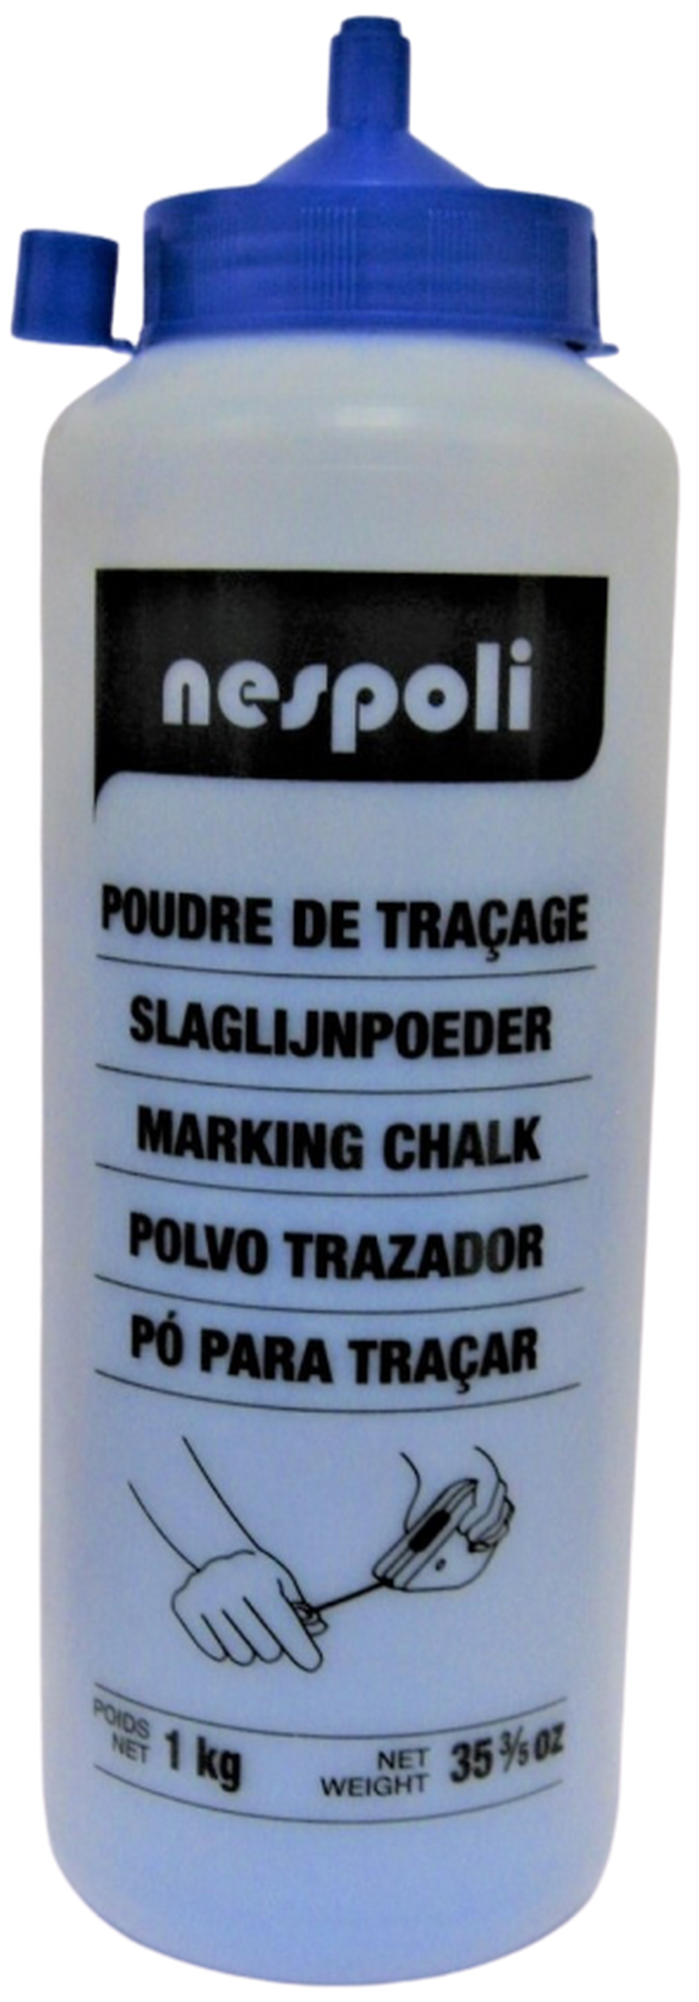 nespoli
POUDRE DE TRAÇAGE
SLAGLIJNPOEDER
MARKING CHALK
POLVO TRAZADOR
PÓ PARA TRAÇAR
POIDS NET 1 kg NET WEIGHT 35 3/5 oz